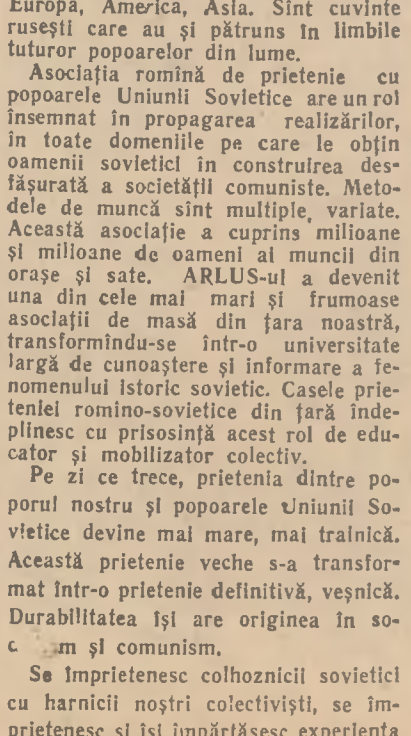 Europa, America, Asia. Sînt cuvinte
rusești care au și pătruns în limbile
tuturor popoarelor din lume.
Asociația romînă de prietenie cu
popoarele Uniunii Sovietice are un rol
însemnat în propagarea realizărilor,
în toate domeniile pe care le obțin
oamenii sovietici în construirea des-
fășurată a societății comuniste. Meto-
dele de muncă sînt multiple, variate.
Această asociație a cuprins milioane
și milioane de oameni ai muncii din
orașe și sate. ARLUS-ul a devenit
una din cele mai mari și frumoase
asociații de masă din țara noastră,
transformîndu-se într-o universitate
largă de cunoaștere și informare a fe-
nomenului istoric sovietic. Casele prie-
teniei romino-sovietice din țară înde-
plinesc cu prisosință acest rol de edu-
cator și mobilizator colectiv.
Pe zi ce trece, prietenia dintre po-
porul nostru și popoarele Uniunii So-
vietice devine mai mare, mai trainică.
Această prietenie veche s-a transfor-
mat într-o prietenie definitivă, veșnică.
Durabilitatea își are originea în so-
c m și comunism.
Se împrietenesc colhoznicii sovietici
cu harnicii noștri colectiviști, se îm-
prietenesc și își împărtășesc experiența